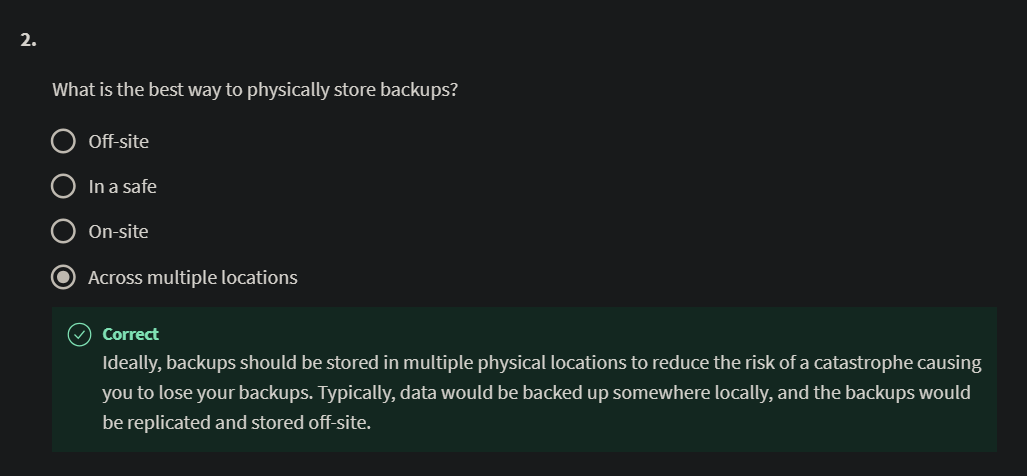 2.
What is the best way to physically store backups?
Off-site
In a safe
On-site
Across multiple locations
Correct
Ideally, backups should be stored in multiple physical locations to reduce the risk of a catastrophe causing
you to lose your backups. Typically, data would be backed up somewhere locally, and the backups would
be replicated and stored off-site.